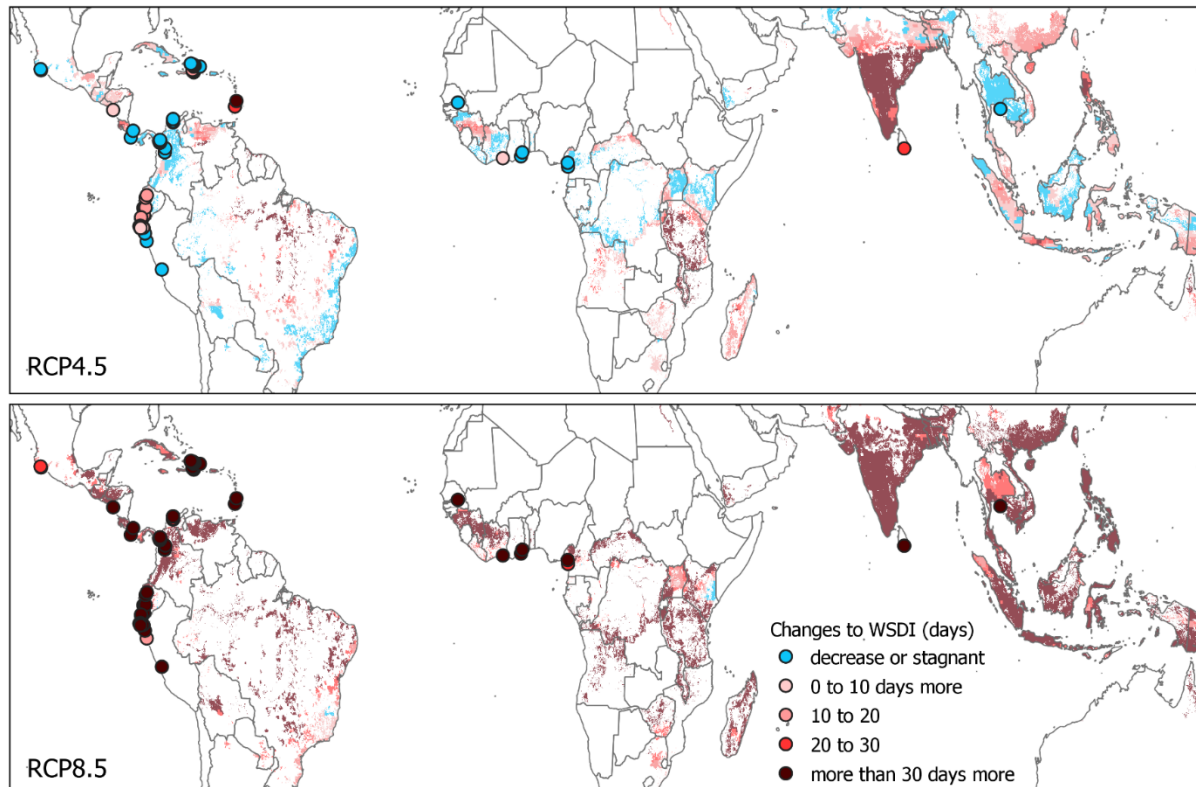 RCP4.5
RCP8.5
Changes to WSDI (days)
decrease or stagnant
0 to 10 days more
10 to 20
20 to 30
more than 30 days more